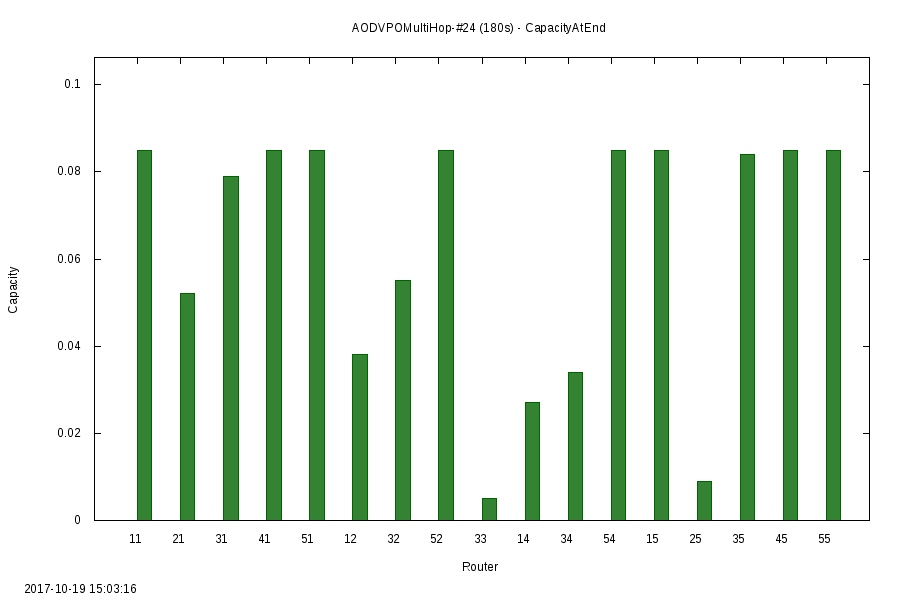 AODVPOMultiHop-#24 (180s) - CapacityAtEnd
0.1
0.08
0.06
0.04
0.02
0
Capacity
11 21 31 41 51 12 32 52 33 14 34 54 15 25 35 45 55
Router
2017-10-19 15:03:16